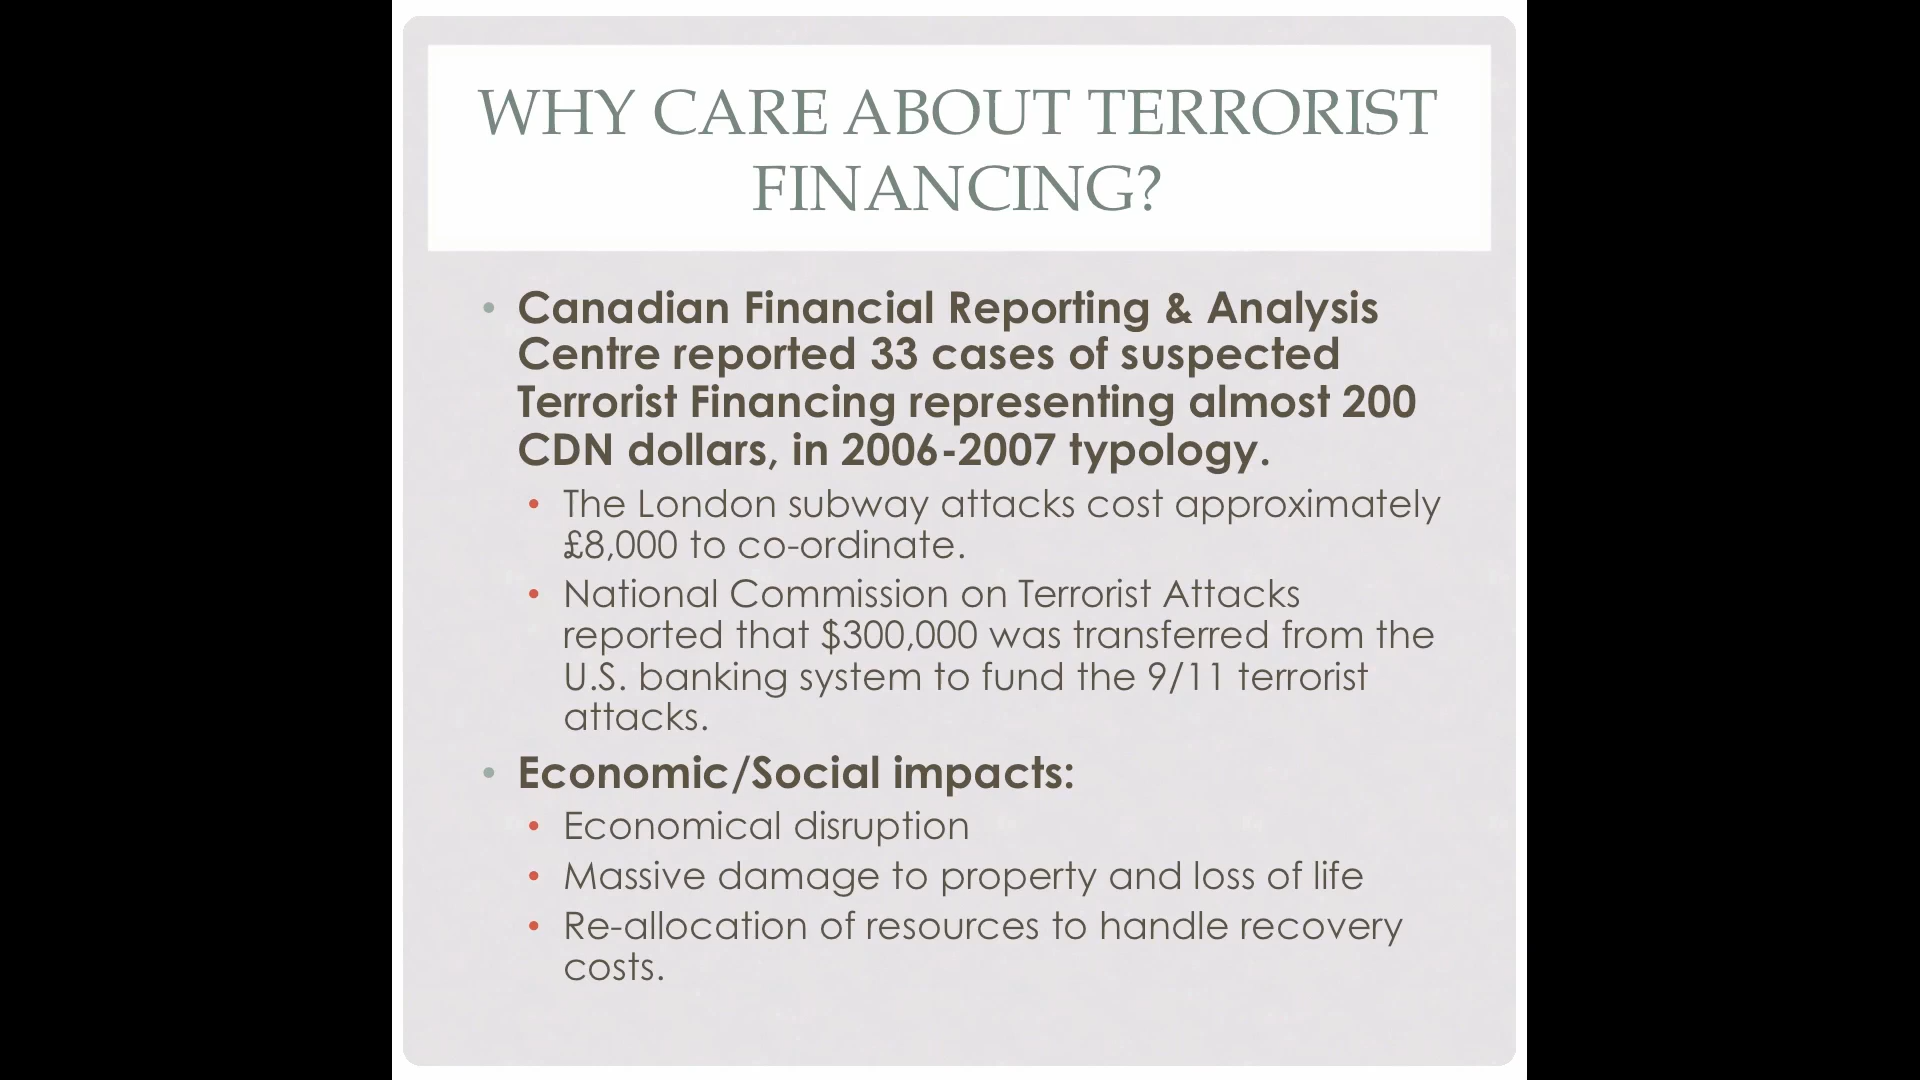 WHY CARE ABOUT TERRORIST
FINANCING?
• Canadian Financial Reporting & Analysis
Centre reported 33 cases of suspected
Terrorist Financing representing almost 200
CDN dollars, in 2006-2007 typology.
• The London subway attacks cost approximately
£8,000 to co-ordinate.
• National Commission on Terrorist Attacks
reported that $300,000 was transferred from the
U.S. banking system to fund the 9/11 terrorist
attacks.
• Economic/Social impacts:
• Economical disruption
• Massive damage to property and loss of life
• Re-allocation of resources to handle recovery
costs.